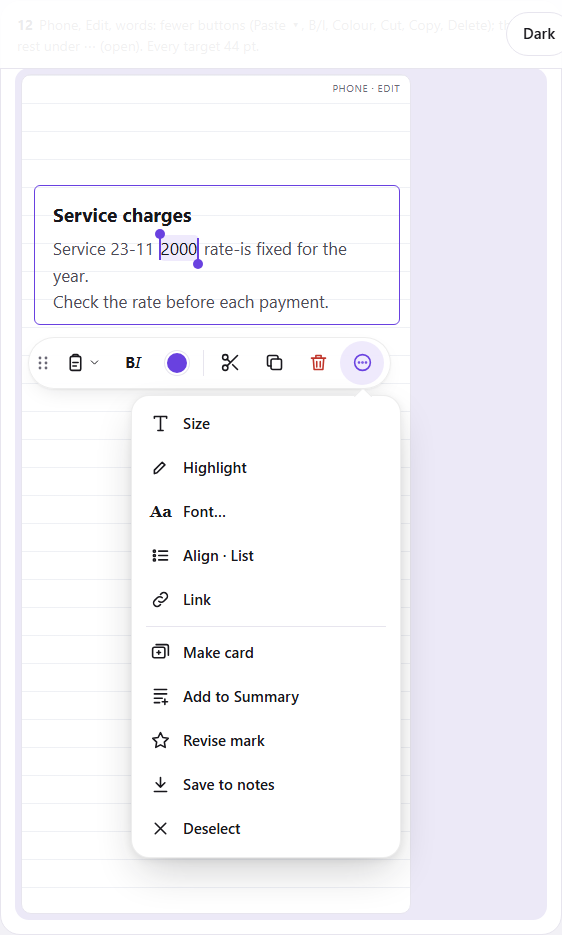 12 Phone, Edit, words: fewer buttons (Paste ▾, B/I, Colour, Cut, Copy, Delete); 
rest under ··· (open). Every target 44 pt.
Dark
PHONE · EDIT
Service charges
Service 23-11 2000 rate-is fixed for the
year.
Check the rate before each payment.
BI
Size
Highlight
Aa Font...
Align · List
Link
Make card
Add to Summary
Revise mark
Save to notes
Deselect